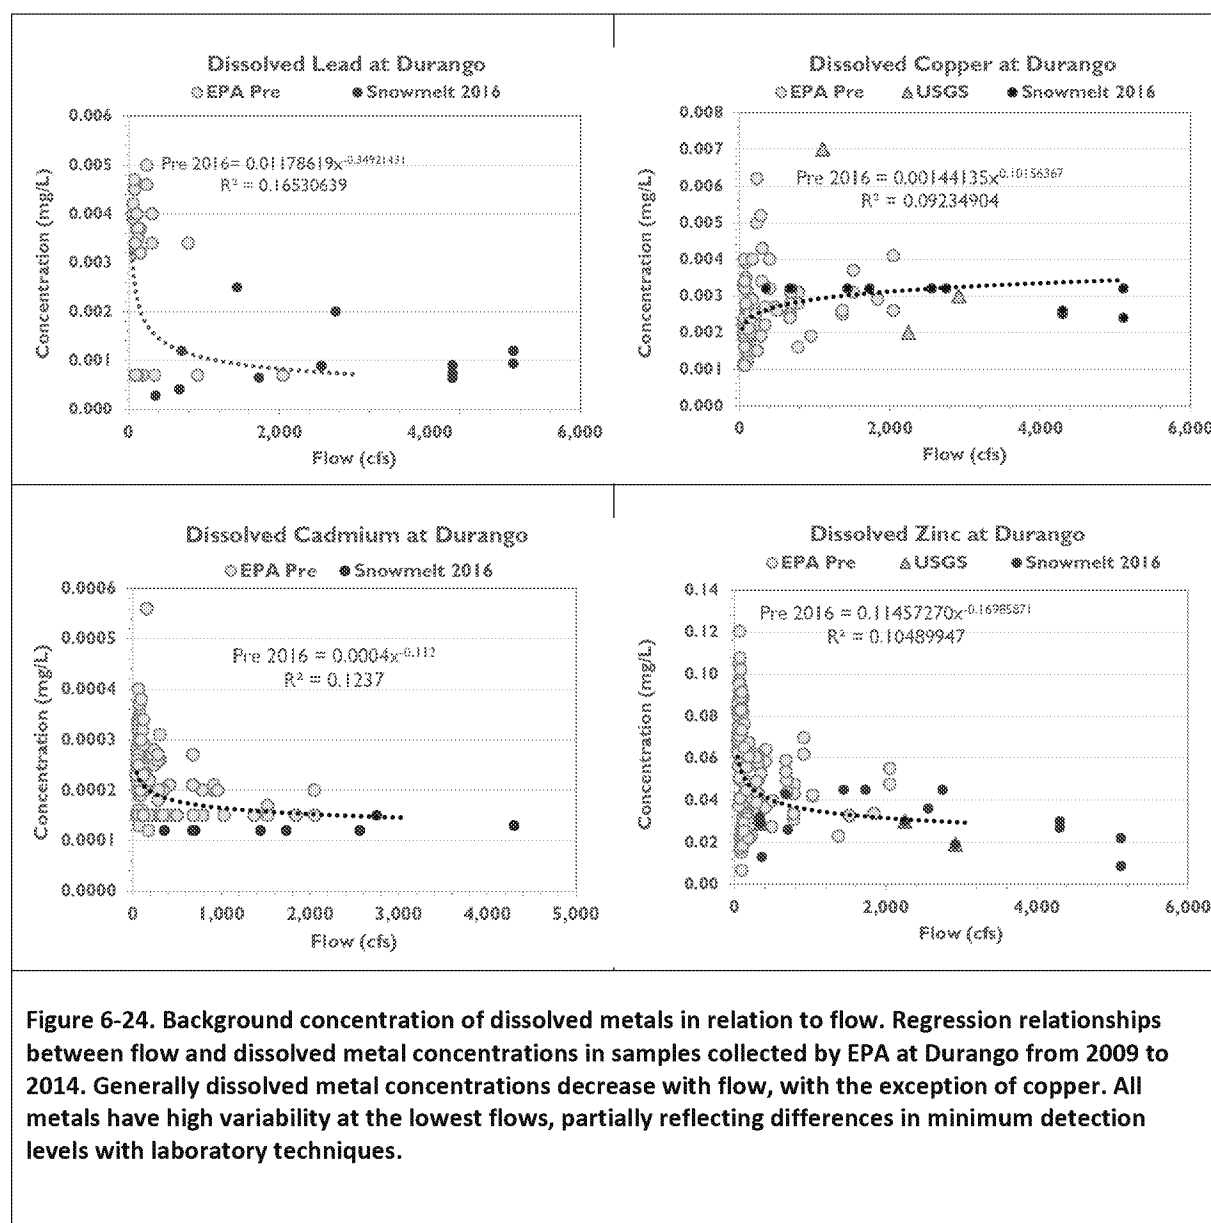 Dissolved Lead at Durango
EPA Pre Snowmelt 2016
0.006
0.005
0.004
0.003
0.002
0.001
0.000
Concentration (mg/L)
Pre 2016= 0.01178619x^-0.34921431
R² = 0.16530639
0 2,000 4,000 6,000
Flow (cfs)
Dissolved Copper at Durango
EPA Pre USGS Snowmelt 2016
0.008
0.007
0.006
0.005
0.004
0.003
0.002
0.001
0.000
Concentration (mg/L)
Pre 2016 = 0.00144135x^0.10156367
R² = 0.09234904
0 2,000 4,000 6,000
Flow (cfs)
Dissolved Cadmium at Durango
EPA Pre Snowmelt 2016
0.0006
0.0005
0.0004
0.0003
0.0002
0.0001
0.0000
Concentration (mg/L)
Pre 2016 = 0.0004x^-0.112
R² = 0.1237
0 1,000 2,000 3,000 4,000 5,000
Flow (cfs)
Dissolved Zinc at Durango
EPA Pre USGS Snowmelt 2016
0.14
0.12
0.10
0.08
0.06
0.04
0.02
0.00
Concentration (mg/L)
Pre 2016 = 0.11457270x^-0.16985871
R² = 0.10489947
0 2,000 4,000 6,000
Flow (cfs)
Figure 6-24. Background concentration of dissolved metals in relation to flow. Regression relationships
between flow and dissolved metal concentrations in samples collected by EPA at Durango from 2009 to
2014. Generally dissolved metal concentrations decrease with flow, with the exception of copper. All
metals have high variability at the lowest flows, partially reflecting differences in minimum detection
levels with laboratory techniques.